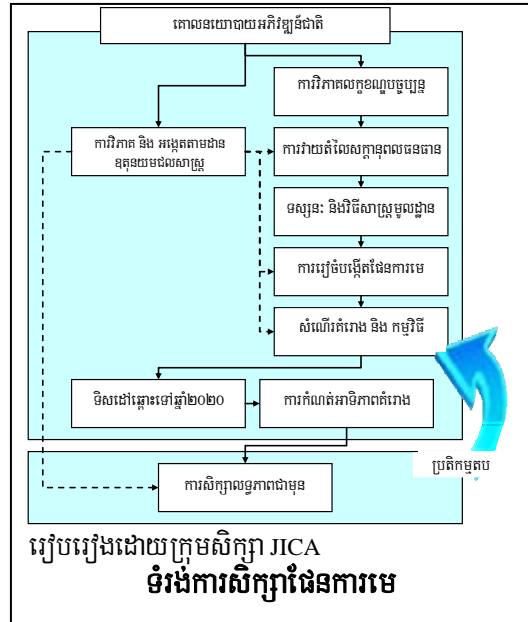 គោលនយោបាយអភិវឌ្ឍន៍ជាតិ
ការវិភាគលក្ខខណ្ឌបច្ចុប្បន្ន
ការវិភាគ និង អង្កេតតាមដាន
ឧតុនិយមជលសាស្រ្ត
ការវាយតំលៃសក្តានុពលធនធាន
ទស្សនៈ និងវិធីសាស្រ្តមូលដ្ឋាន
ការរៀចំបង្កើតផែនការមេ
សំណើរគំរោង និង កម្មវិធី
ទិសដៅឆ្ពោះទៅឆ្នាំ២០២០
ការកំណត់អាទិភាពគំរោង
ប្រតិកម្មតប
ការសិក្សាលទ្ធភាពជាមុន
រៀបរៀងដោយក្រុមសិក្សា JICA
ទំរង់ការសិក្សាផែនការមេ